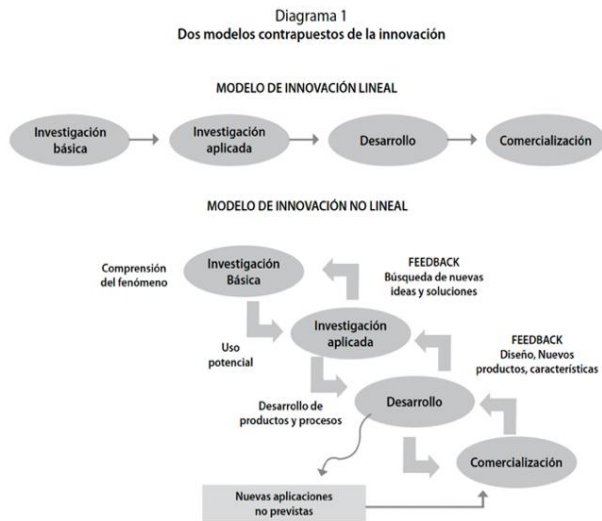 Diagrama 1
Dos modelos contrapuestos de la innovación
MODELO DE INNOVACIÓN LINEAL
Investigación
básica
Investigación
aplicada
Desarrollo
Comercialización
MODELO DE INNOVACIÓN NO LINEAL
Comprensión
del fenómeno
Investigación
Básica
FEEDBACK
Búsqueda de nuevas
ideas y soluciones
Uso
potencial
Investigación
aplicada
FEEDBACK
Diseño, Nuevos
productos, características
Desarrollo de
productos y procesos
Desarrollo
Comercialización
Nuevas aplicaciones
no previstas